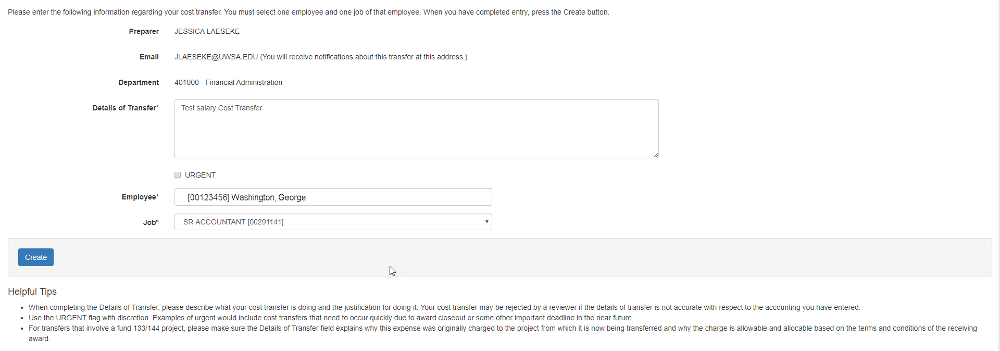 Please enter the following information regarding your cost transfer. You must select one employee and one job of that employee. When you have completed entry, press the Create button.
Preparer JESSICA LAESEKE
Email JLAESEKE@UWSA.EDU (You will receive notifications about this transfer at this address.)
Department 401000 - Financial Administration
Details of Transfer* Test salary Cost Transfer
URGENT
Employee* [00123456] Washington, George
Job* SR ACCOUNTANT [00291141]
Create
Helpful Tips
• When completing the Details of Transfer, please describe what your cost transfer is doing and the justification for doing it. Your cost transfer may be rejected by a reviewer if the details of transfer is not accurate with respect to the accounting you have entered.
• Use the URGENT flag with discretion. Examples of urgent would include cost transfers that need to occur quickly due to award closeout or some other important deadline in the near future.
• For transfers that involve a fund 133/144 project, please make sure the Details of Transfer field explains why this expense was originally charged to the project from which it is now being transferred and why the charge is allowable and allocable based on the terms and conditions of the receiving
award.